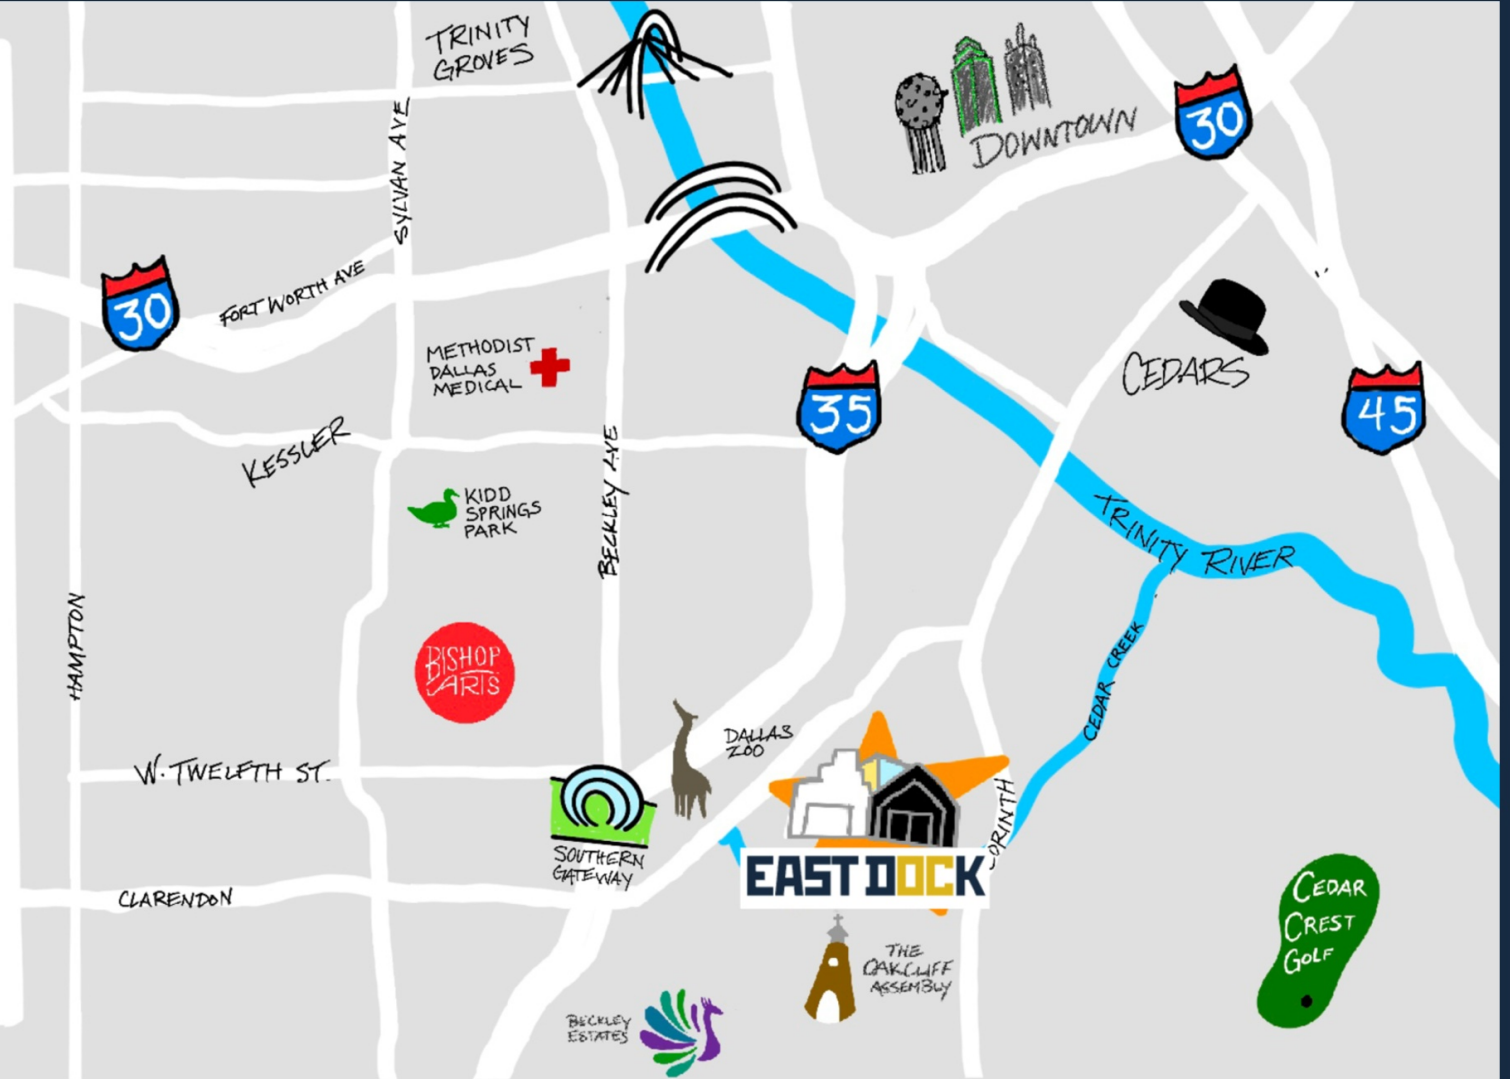 TRINITY
GROVES
DOWNTOWN
30
SYLVAN AVE
30
FORT WORTH AVE
METHODIST
DALLAS
MEDICAL
CEDARS
35
45
KESSLER
KIDD
SPRINGS
PARK
BECKLEY AVE
TRINITY RIVER
HAMPTON
BISHOP
ARTS
CEDAR CREEK
DALLAS
ZOO
W. TWELFTH ST.
CORINTH
SOUTHERN
GATEWAY
EAST DOCK
CLARENDON
CEDAR
CREST
GOLF
THE
OAKCLIFF
ASSEMBLY
BECKLEY
ESTATES